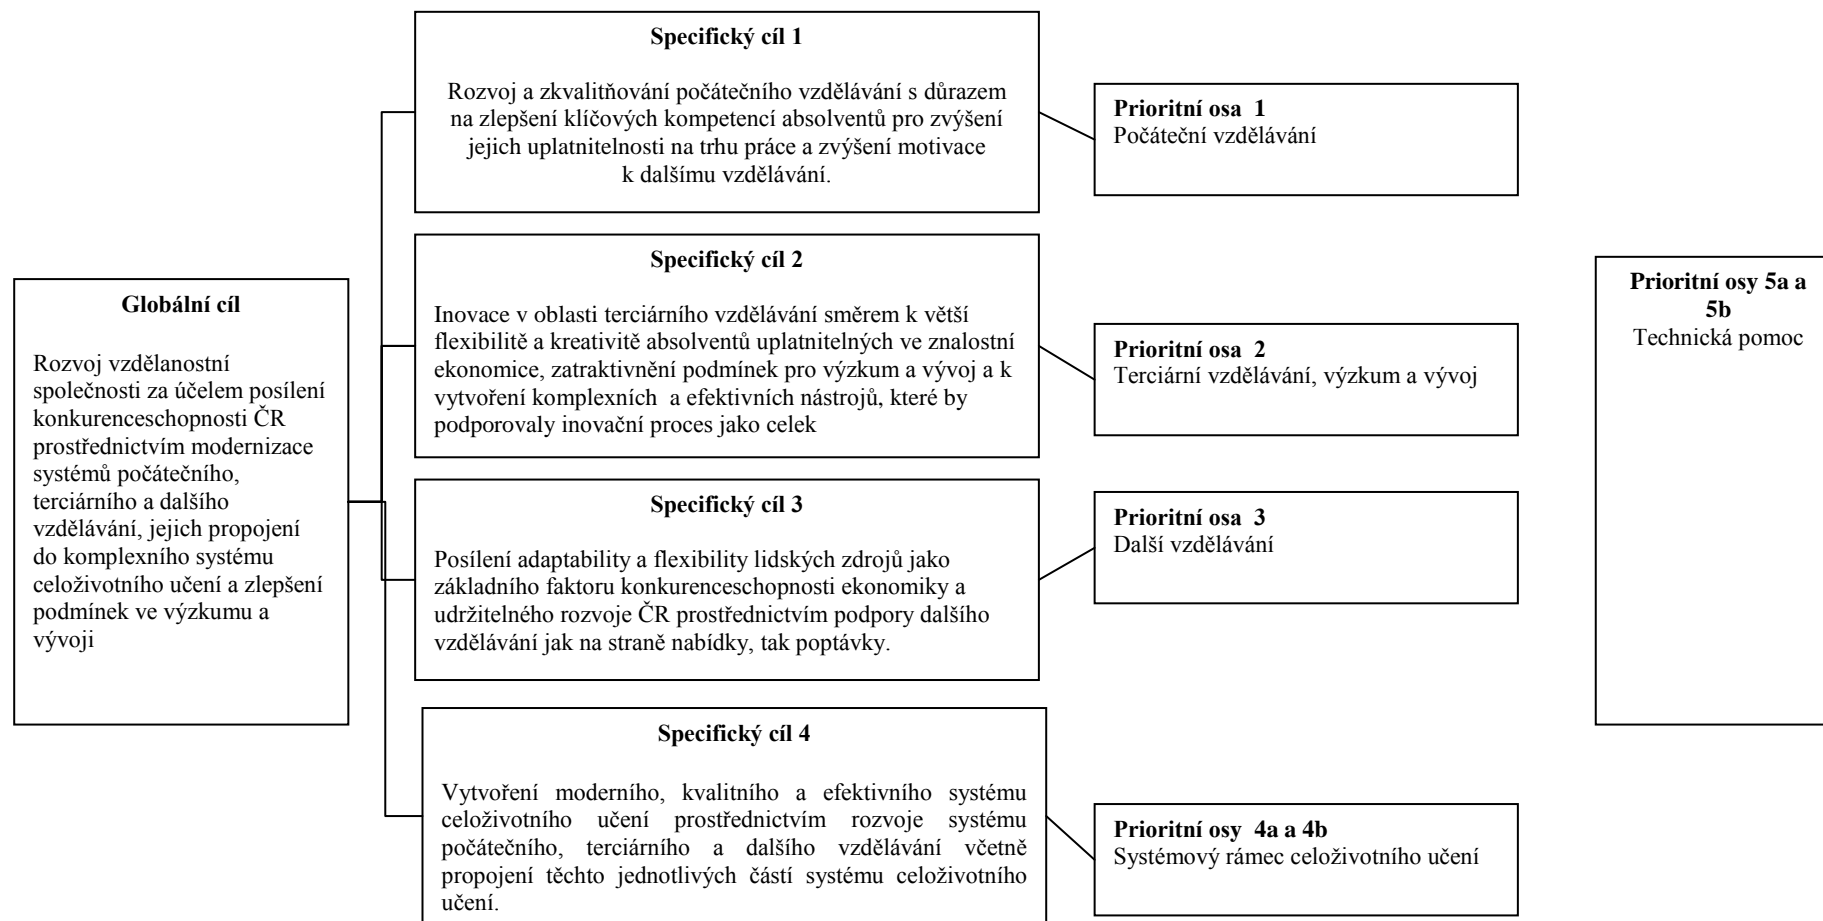 Globální cíl
Rozvoj vzdělanostní
společnosti za účelem posílení
konkurenceschopnosti ČR
prostřednictvím modernizace
systémů počátečního,
terciárního a dalšího
vzdělávání, jejich propojení
do komplexního systému
celoživotního učení a zlepšení
podmínek ve výzkumu a
vývoji
Specifický cíl 1
Rozvoj a zkvalitňování počátečního vzdělávání s důrazem
na zlepšení klíčových kompetencí absolventů pro zvýšení
jejich uplatnitelnosti na trhu práce a zvýšení motivace
k dalšímu vzdělávání.
Prioritní osa 1
Počáteční vzdělávání
Specifický cíl 2
Inovace v oblasti terciárního vzdělávání směrem k větší
flexibilitě a kreativitě absolventů uplatnitelných ve znalostní
ekonomice, zatraktivnění podmínek pro výzkum a vývoj a k
vytvoření komplexních a efektivních nástrojů, které by
podporovaly inovační proces jako celek
Prioritní osa 2
Terciární vzdělávání, výzkum a vývoj
Specifický cíl 3
Posílení adaptability a flexibility lidských zdrojů jako
základního faktoru konkurenceschopnosti ekonomiky a
udržitelného rozvoje ČR prostřednictvím podpory dalšího
vzdělávání jak na straně nabídky, tak poptávky.
Prioritní osa 3
Další vzdělávání
Specifický cíl 4
Vytvoření moderního, kvalitního a efektivního systému
celoživotního učení prostřednictvím rozvoje systému
počátečního, terciárního a dalšího vzdělávání včetně
propojení těchto jednotlivých částí systému celoživotního
učení.
Prioritní osy 4a a 4b
Systémový rámec celoživotního učení
Prioritní osy 5a a
5b
Technická pomoc